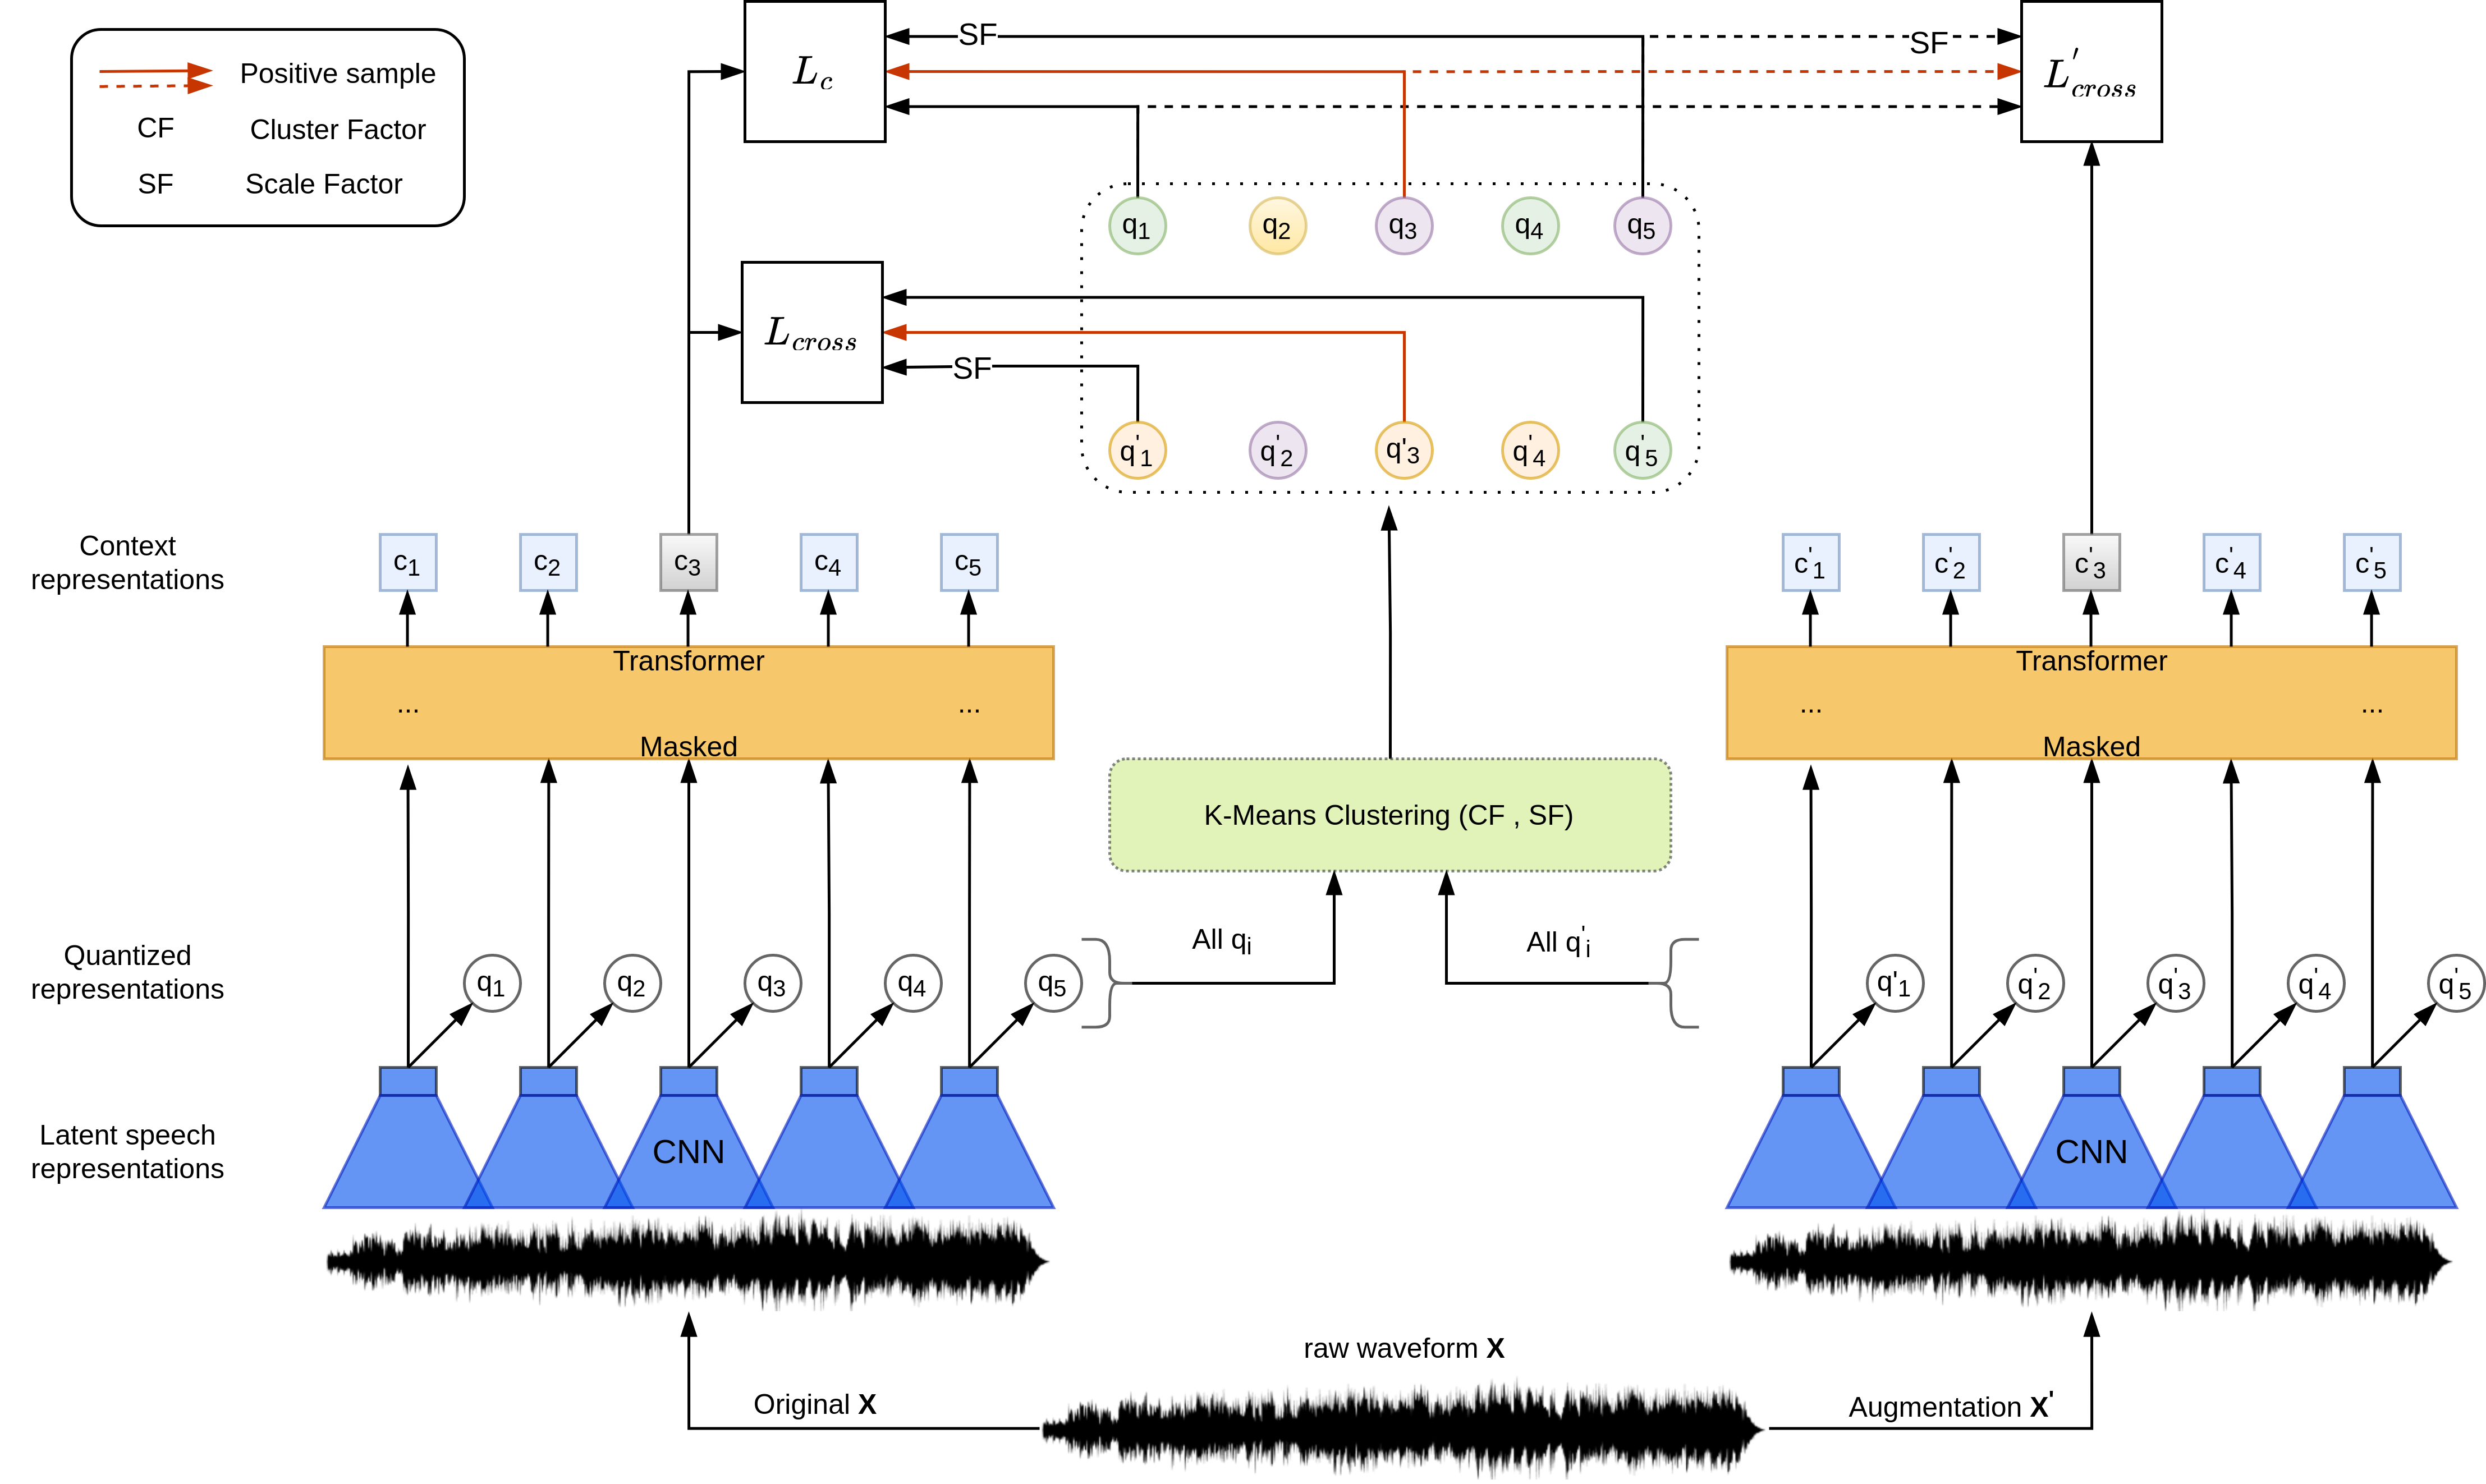 Positive sample
CF Cluster Factor
SF Scale Factor
L_c
SF
SF
L'_cross
q1 q2 q3 q4 q5
L_cross
SF
q'1 q'2 q'3 q'4 q'5
Context
representations
c1 c2 c3 c4 c5
c'1 c'2 c'3 c'4 c'5
Transformer
... ...
Masked
Transformer
... ...
Masked
K-Means Clustering (CF , SF)
All qi
All q'i
Quantized
representations
q1 q2 q3 q4 q5
q'1 q'2 q'3 q'4 q'5
Latent speech
representations
CNN
CNN
raw waveform X
Original X
Augmentation X'